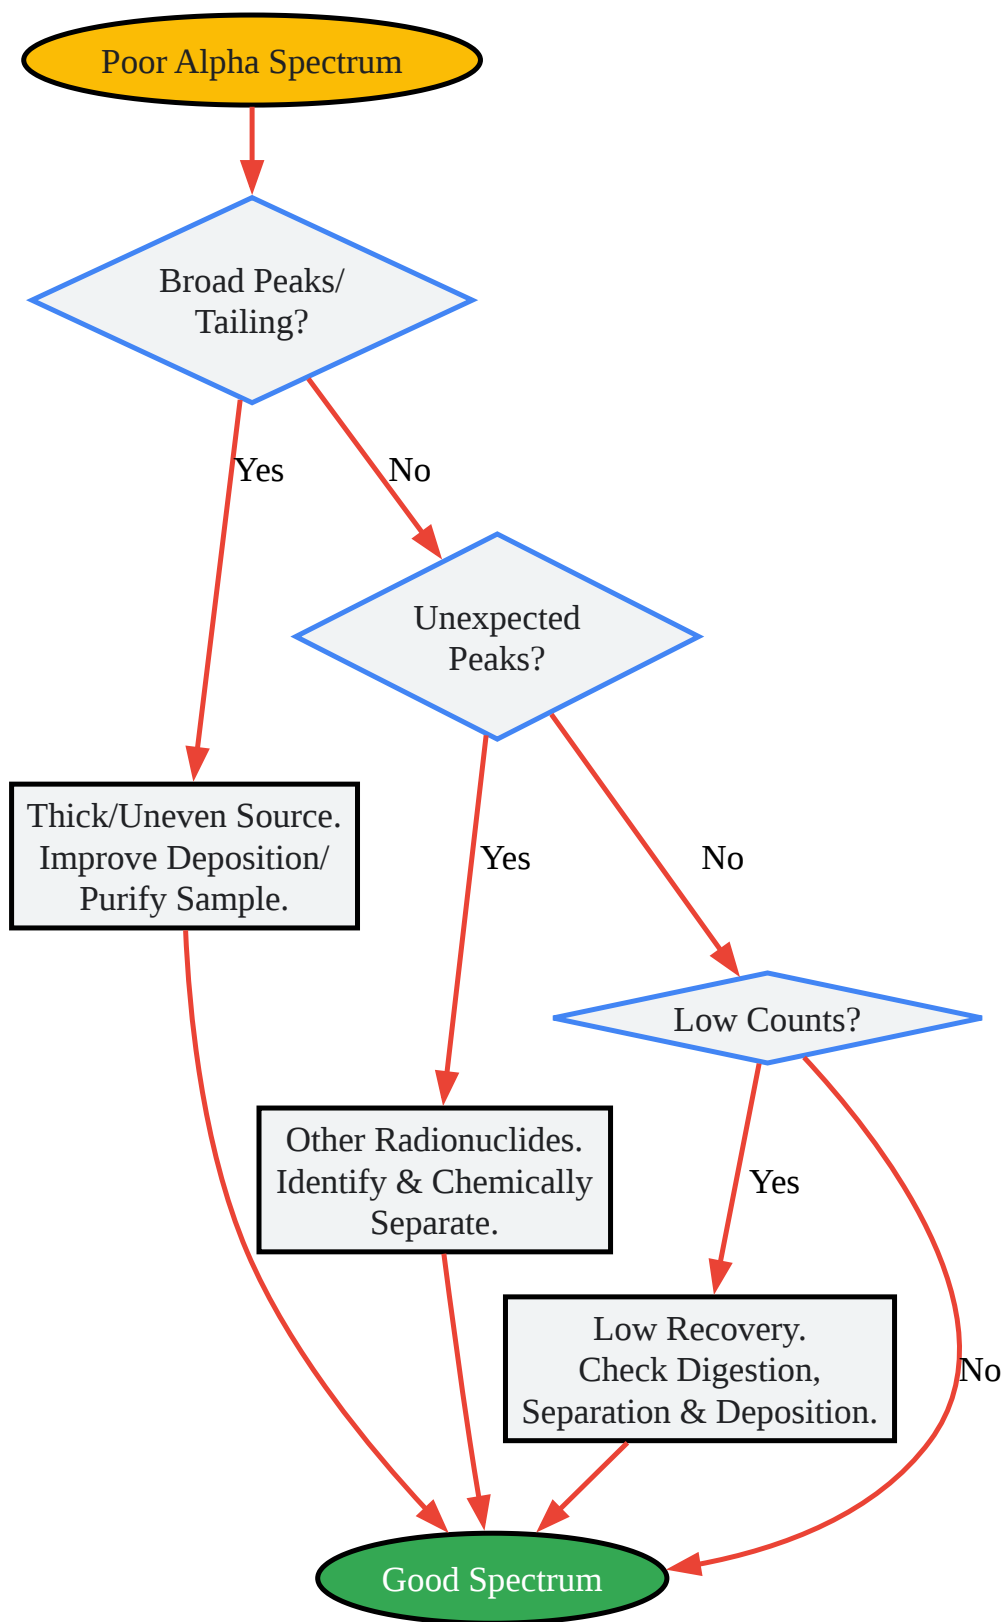 Poor Alpha Spectrum
Broad Peaks/
Tailing?
Yes
No
Unexpected
Peaks?
Thick/Uneven Source.
Improve Deposition/
Purify Sample.
Yes
No
Low Counts?
Other Radionuclides.
Identify & Chemically
Separate.
Yes
Low Recovery.
Check Digestion,
Separation & Deposition.
No
Good Spectrum